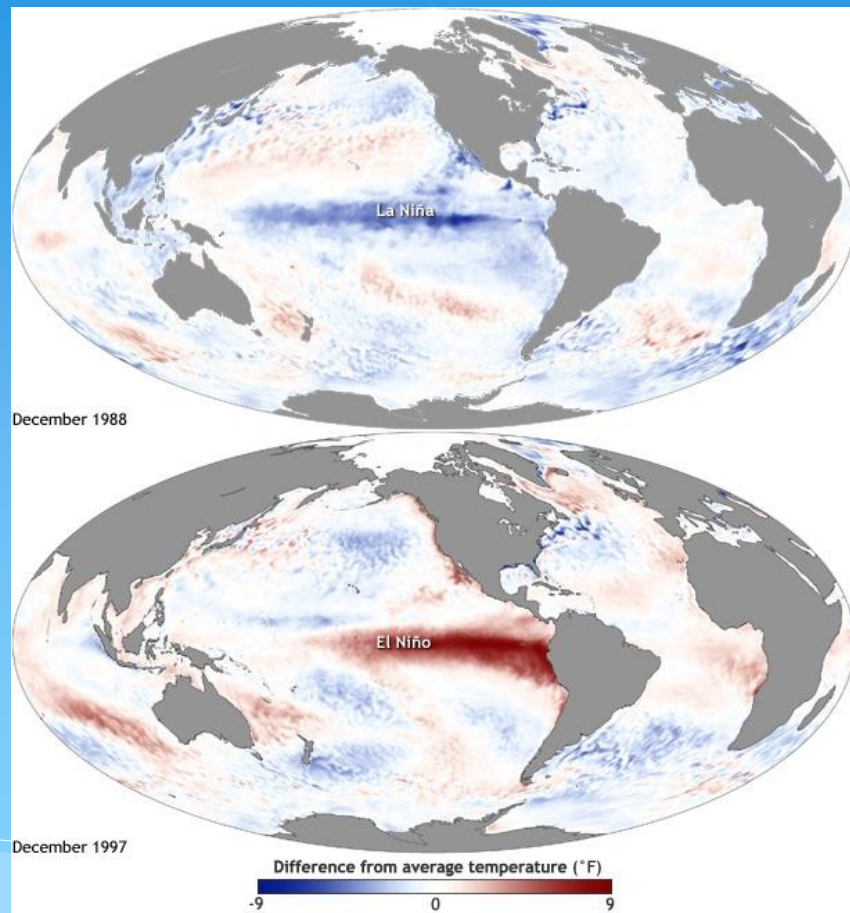 La Niña
December 1988
El Niño
December 1997
Difference from average temperature (°F)
-9 0 9